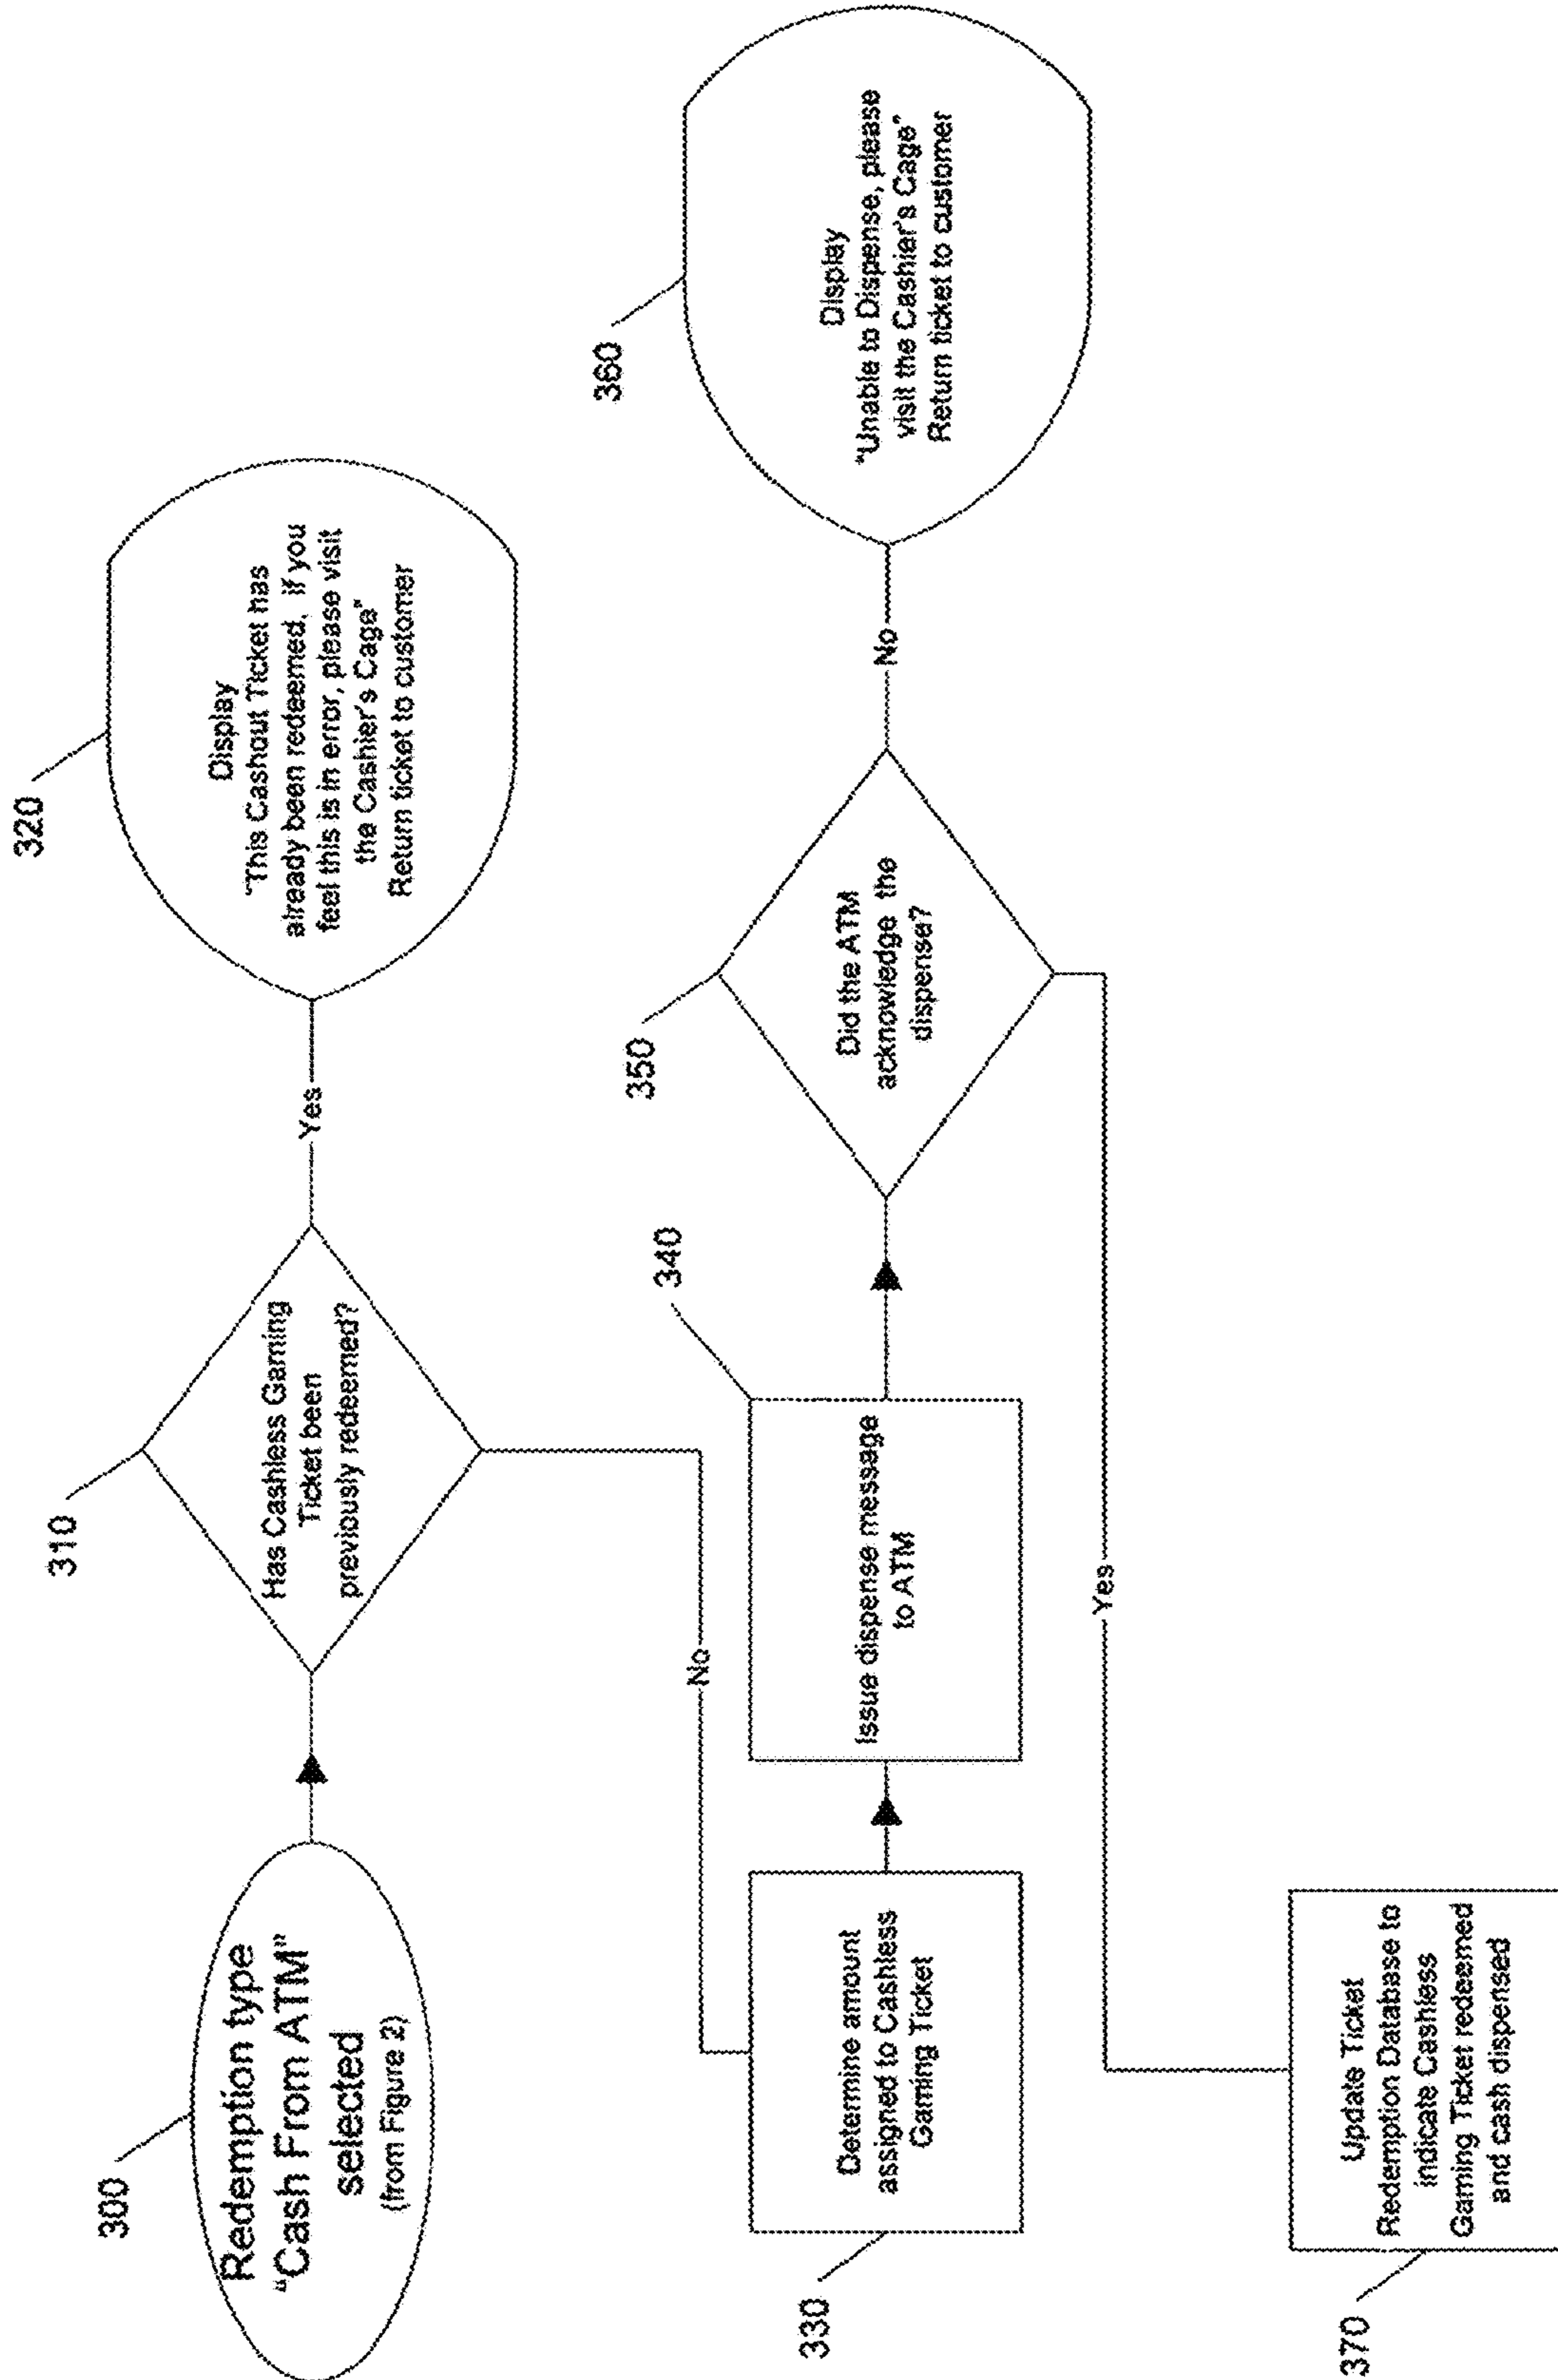 300
Redemption type
"Cash From ATM"
selected
(from Figure 2)
310
Has Cashless Gaming
Ticket been
previously redeemed?
Yes
320
Display
"This Cashout Ticket has
already been redeemed, if you
feel this is in error, please visit
the Cashier's Cage"
Return ticket to customer
No
330
Determine amount
assigned to Cashless
Gaming Ticket
340
Issue dispense message
to ATM
350
Did the ATM
acknowledge the
dispense?
No
360
Display
"Unable to Dispense, please
visit the Cashier's Cage"
Return ticket to customer
Yes
370
Update Ticket
Redemption Database to
indicate Cashless
Gaming Ticket redeemed
and cash dispensed